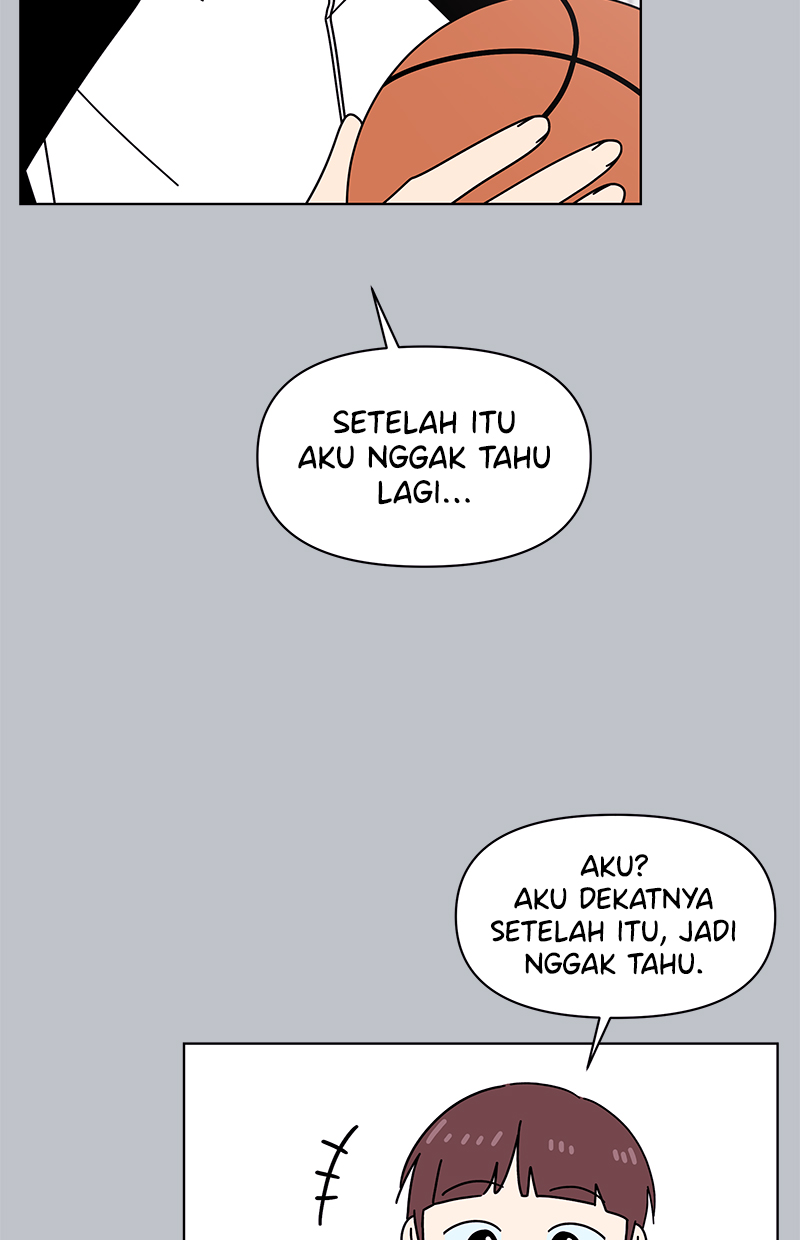 SETELAH ITU
AKU NGGAK TAHU
LAGI...
AKU?
AKU DEKATNYA
SETELAH ITU, JADI
NGGAK TAHU.